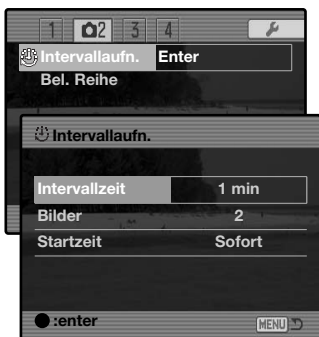 1 2 3 4
Intervallaufn. Enter
Bel. Reihe
Intervallaufn.
Intervallzeit 1 min
Bilder 2
Startzeit Sofort
:enter MENU